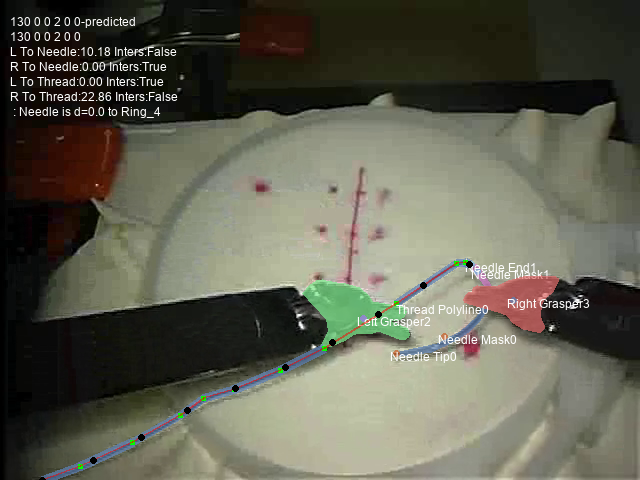 130 0 0 2 0 0-predicted
130 0 0 2 0 0
L To Needle:10.18 Inters:False
R To Needle:0.00 Inters:True
L To Thread:0.00 Inters:True
R To Thread:22.86 Inters:False
: Needle is d=0.0 to Ring_4
Needle End1
Needle Mask1
Right Grasper3
Thread Polyline0
Left Grasper2
Needle Mask0
Needle Tip0